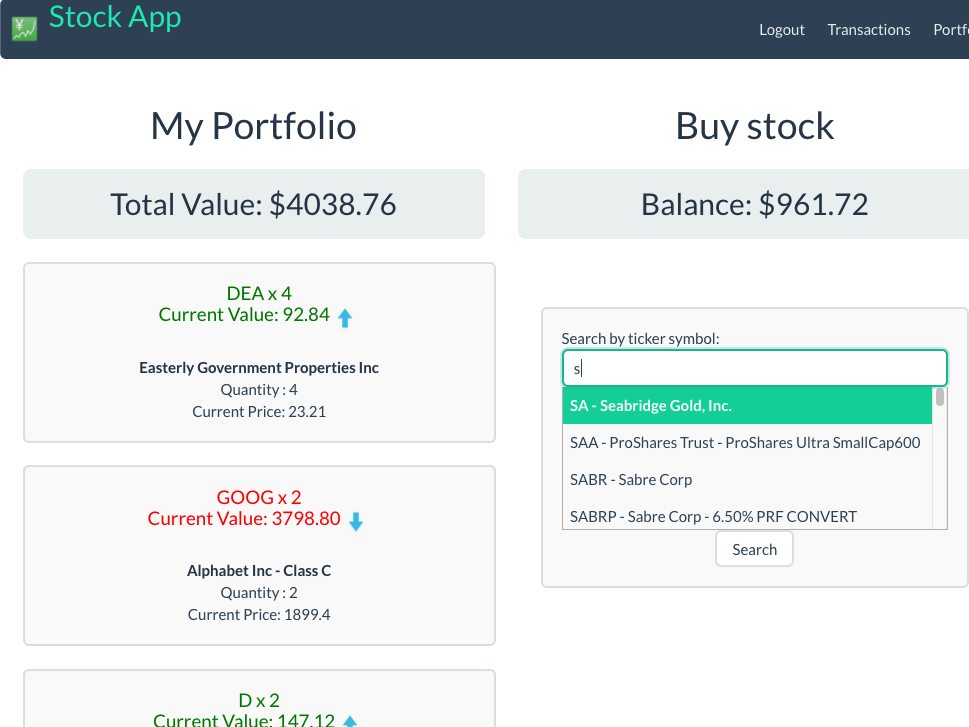 Stock App
Logout
Transactions
Portf
My Portfolio
Total Value: $4038.76
DEA x 4
Current Value: 92.84
Easterly Government Properties Inc
Quantity : 4
Current Price: 23.21
GOOG x 2
Current Value: 3798.80
Alphabet Inc - Class C
Quantity : 2
Current Price: 1899.4
D x 2
Current Value: 147.12
Buy stock
Balance: $961.72
Search by ticker symbol:
s
SA - Seabridge Gold, Inc.
SAA - ProShares Trust - ProShares Ultra SmallCap600
SABR - Sabre Corp
SABRP - Sabre Corp - 6.50% PRF CONVERT
Search